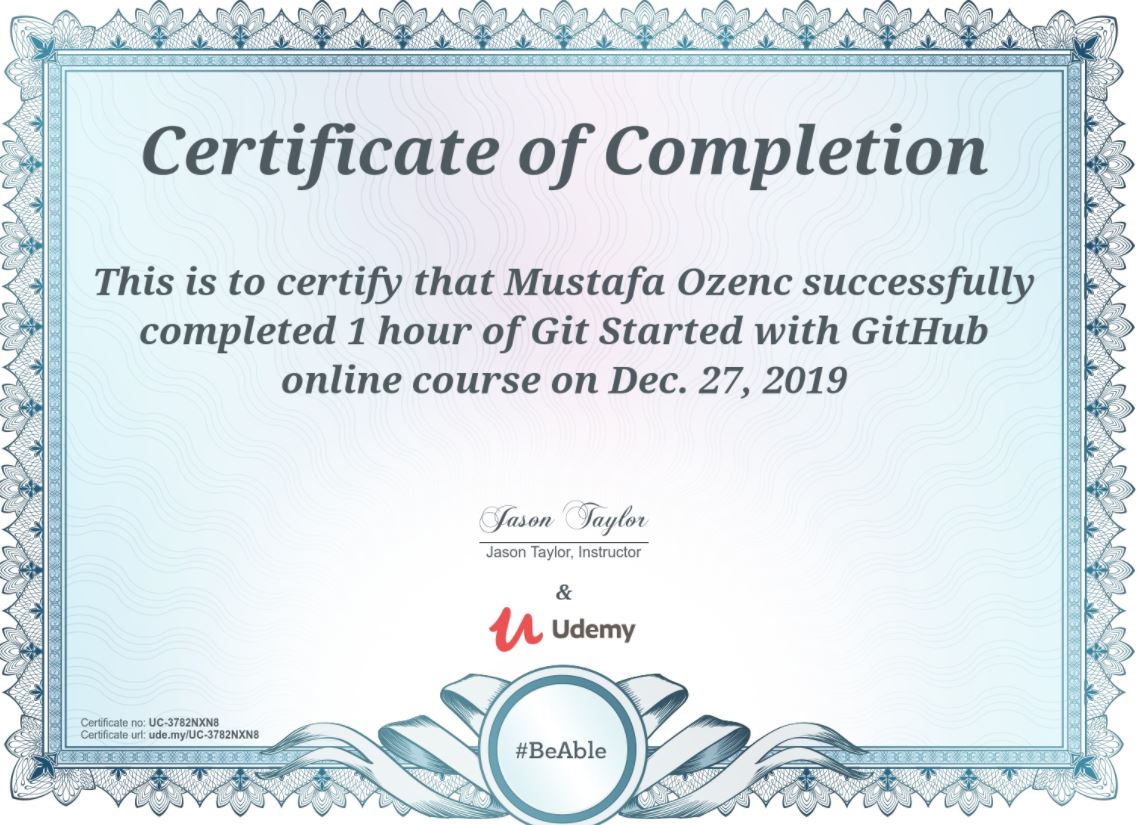 Certificate of Completion
This is to certify that Mustafa Ozenc successfully
completed 1 hour of Git Started with GitHub
online course on Dec. 27, 2019
Jason Taylor
Jason Taylor, Instructor
&
Udemy
Certificate no: UC-3782NXN8
Certificate url: ude.my/UC-3782NXN8
#BeAble